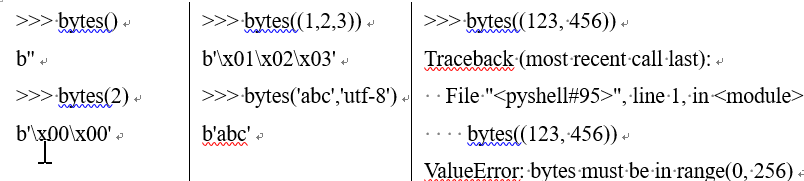 >>> bytes()
b''
>>> bytes(2)
b'\x00\x00'
>>> bytes((1,2,3))
b'\x01\x02\x03'
>>> bytes('abc','utf-8')
b'abc'
>>> bytes((123, 456))
Traceback (most recent call last):
  File "<pyshell#95>", line 1, in <module>
    bytes((123, 456))
ValueError: bytes must be in range(0, 256)